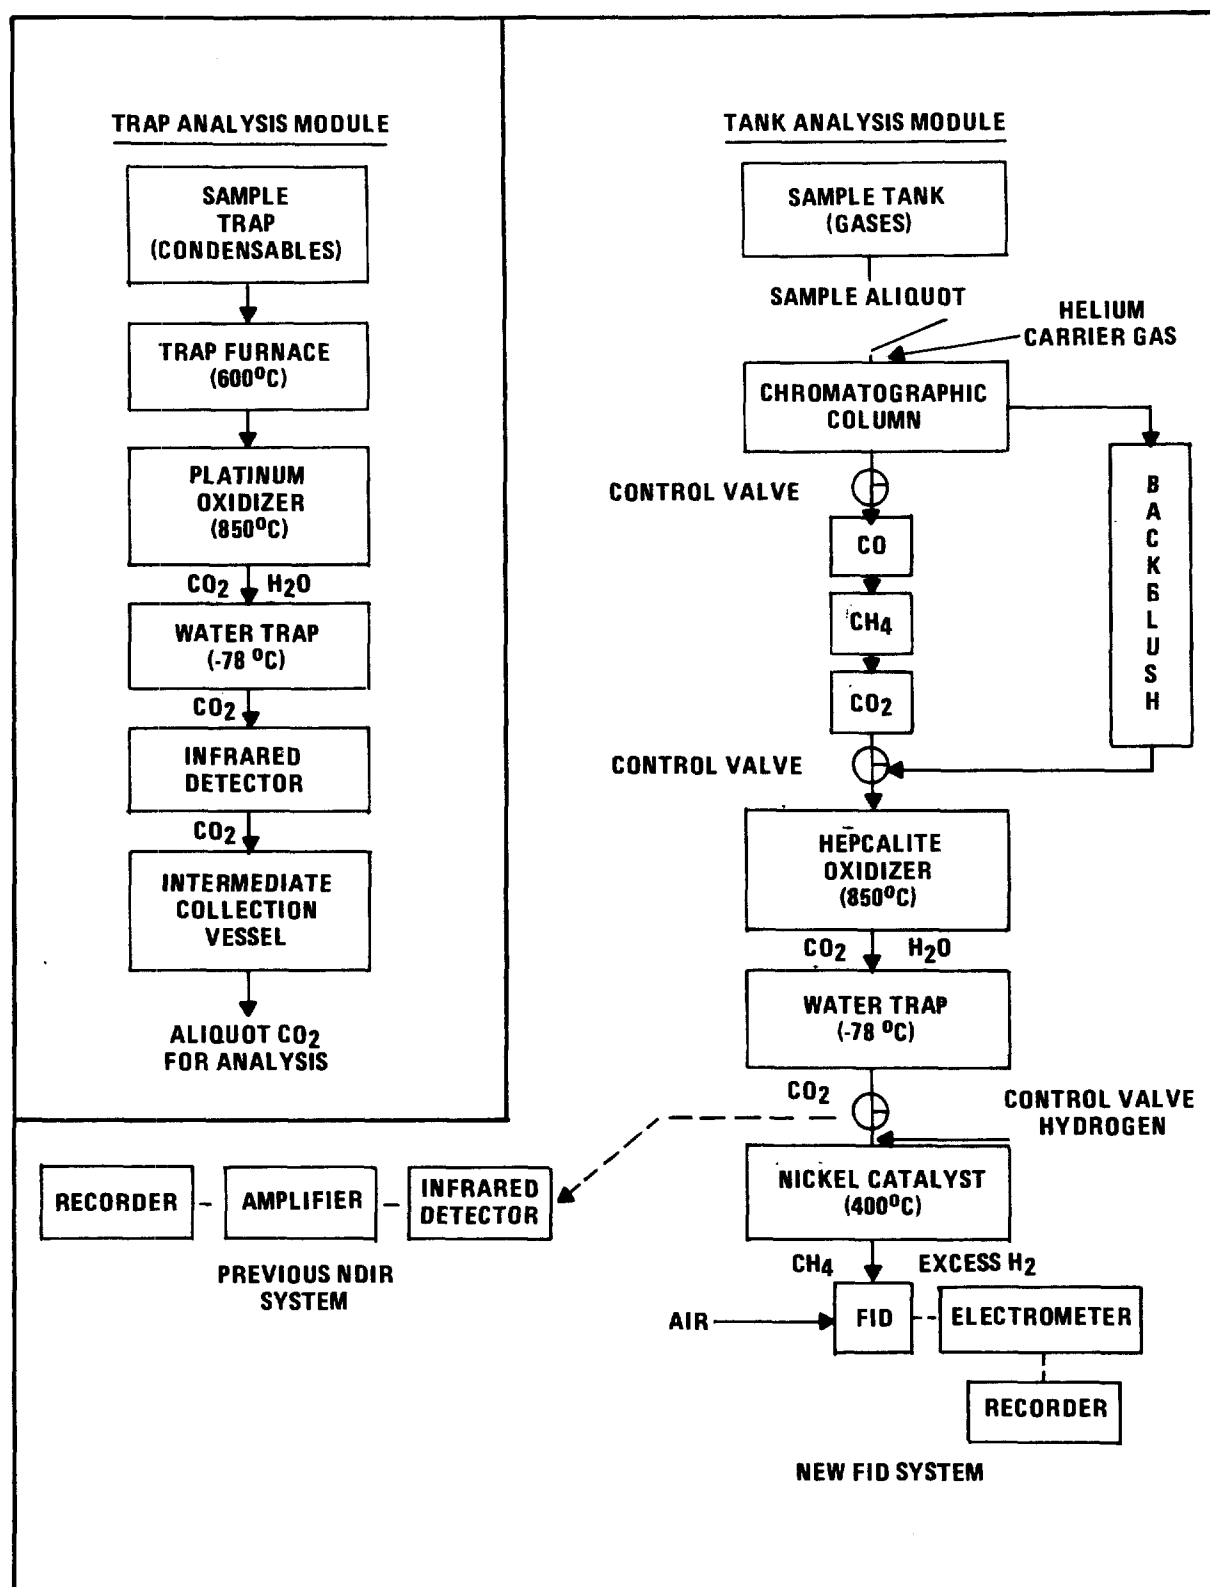 TRAP ANALYSIS MODULE
SAMPLE
TRAP
(CONDENSABLES)
TRAP FURNACE
(600°C)
PLATINUM
OXIDIZER
(850°C)
CO2 H2O
WATER TRAP
(-78 °C)
CO2
INFRARED
DETECTOR
CO2
INTERMEDIATE
COLLECTION
VESSEL
ALIQUOT CO2
FOR ANALYSIS
TANK ANALYSIS MODULE
SAMPLE TANK
(GASES)
SAMPLE ALIQUOT
HELIUM
CARRIER GAS
CHROMATOGRAPHIC
COLUMN
CONTROL VALVE
CO
CH4
CO2
BACKFLUSH
CONTROL VALVE
HEPCALITE
OXIDIZER
(850°C)
CO2 H2O
WATER TRAP
(-78 °C)
CO2
CONTROL VALVE
HYDROGEN
NICKEL CATALYST
(400°C)
CH4 EXCESS H2
AIR
FID
ELECTROMETER
RECORDER
NEW FID SYSTEM
RECORDER
AMPLIFIER
INFRARED
DETECTOR
PREVIOUS NDIR
SYSTEM